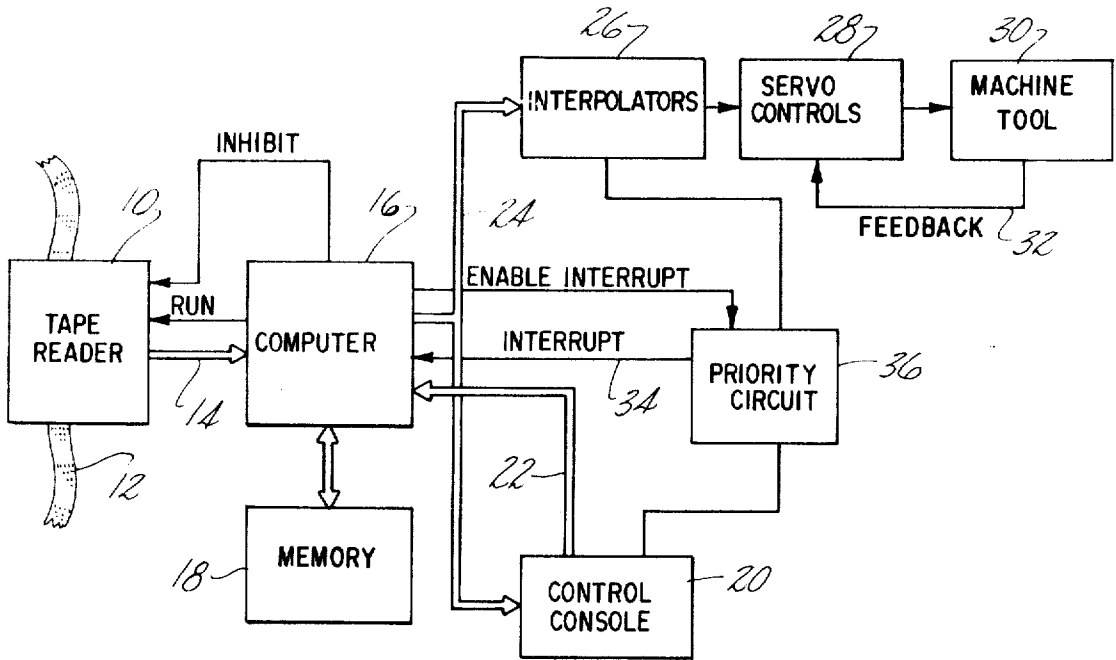 26
28
30
INTERPOLATORS
SERVO
CONTROLS
MACHINE
TOOL
INHIBIT
10
16
24
FEEDBACK
32
ENABLE INTERRUPT
RUN
TAPE
READER
COMPUTER
INTERRUPT
14
34
PRIORITY
CIRCUIT
36
12
22
18
MEMORY
CONTROL
CONSOLE
20